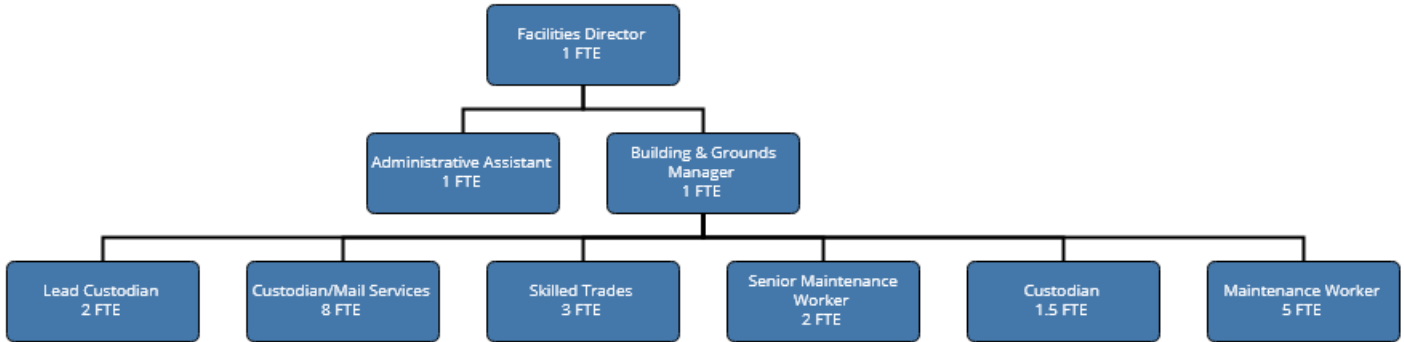 Facilities Director
1 FTE
Administrative Assistant
1 FTE
Building & Grounds
Manager
1 FTE
Lead Custodian
2 FTE
Custodian/Mail Services
8 FTE
Skilled Trades
3 FTE
Senior Maintenance
Worker
2 FTE
Custodian
1.5 FTE
Maintenance Worker
5 FTE